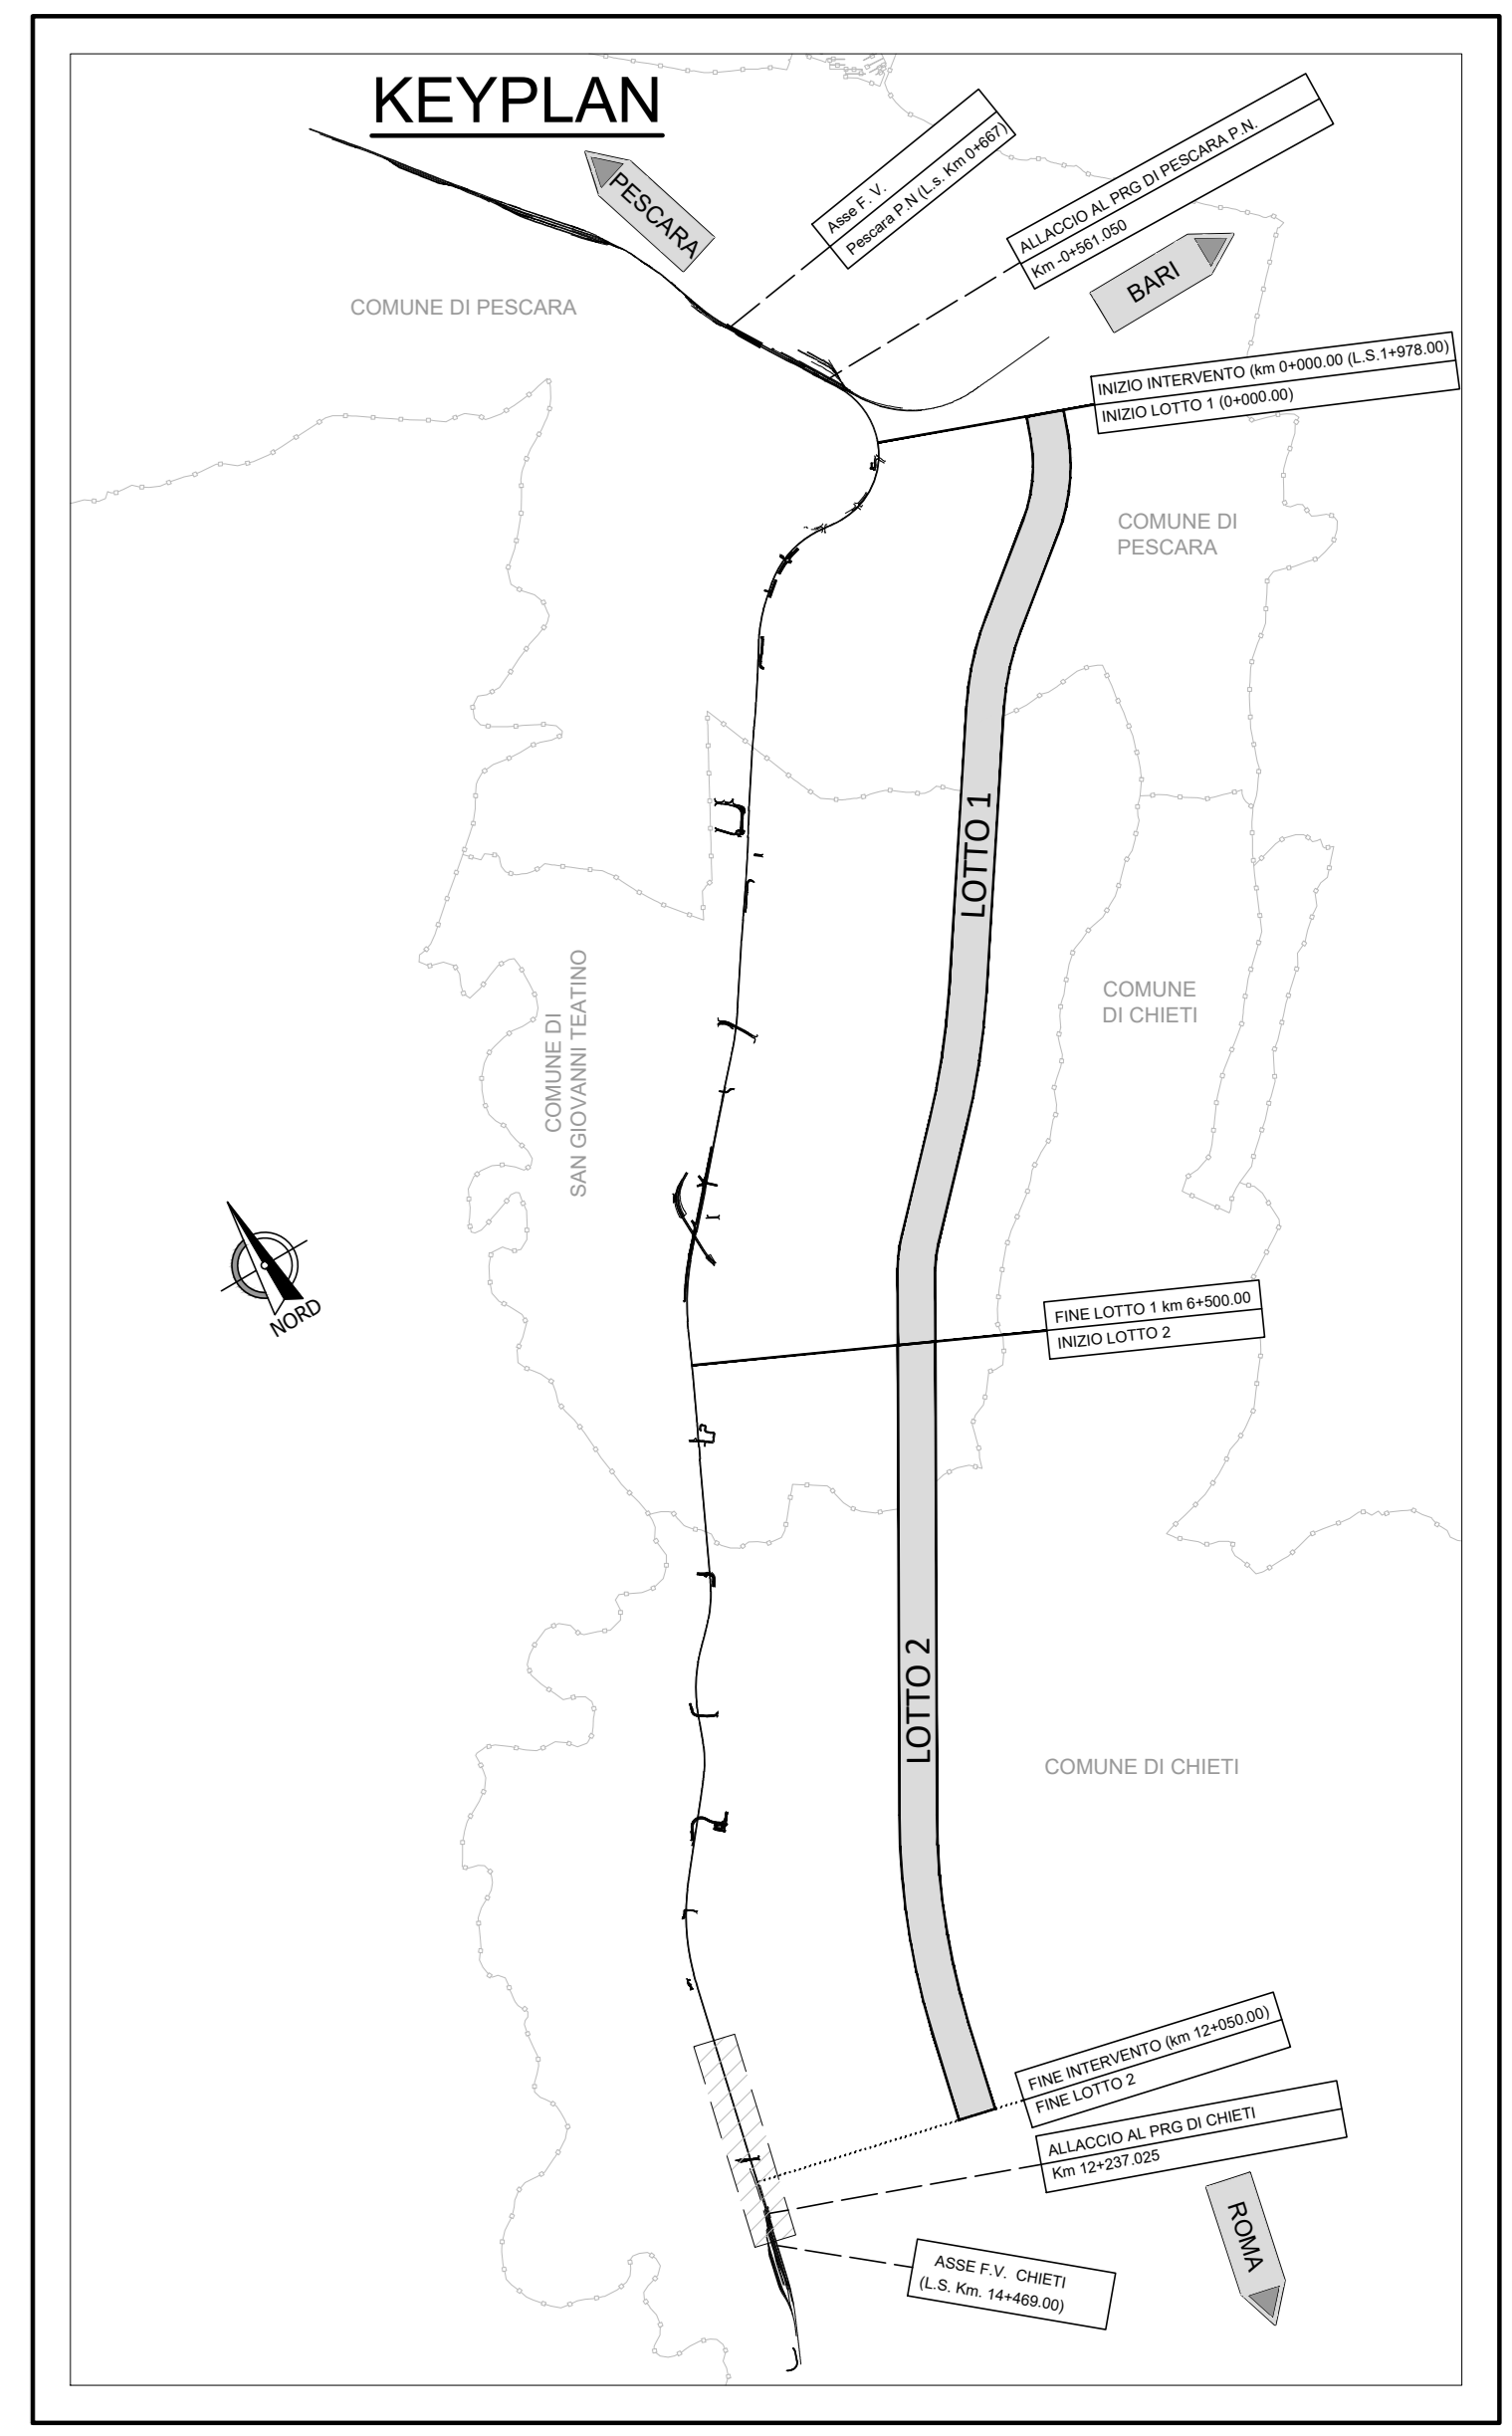 KEYPLAN
PESCARA
Asse F. V.
Pescara P.N (L.s. Km 0+667)
ALLACCIO AL PRG DI PESCARA P.N.
Km -0+561.050
BARI
COMUNE DI PESCARA
INIZIO INTERVENTO (km 0+000.00 (L.S.1+978.00)
INIZIO LOTTO 1 (0+000.00)
COMUNE DI
PESCARA
LOTTO 1
COMUNE DI
SAN GIOVANNI TEATINO
COMUNE
DI CHIETI
NORD
FINE LOTTO 1 km 6+500.00
INIZIO LOTTO 2
LOTTO 2
COMUNE DI CHIETI
FINE INTERVENTO (km 12+050.00)
FINE LOTTO 2
ALLACCIO AL PRG DI CHIETI
Km 12+237.025
ROMA
ASSE F.V. CHIETI
(L.S. Km. 14+469.00)